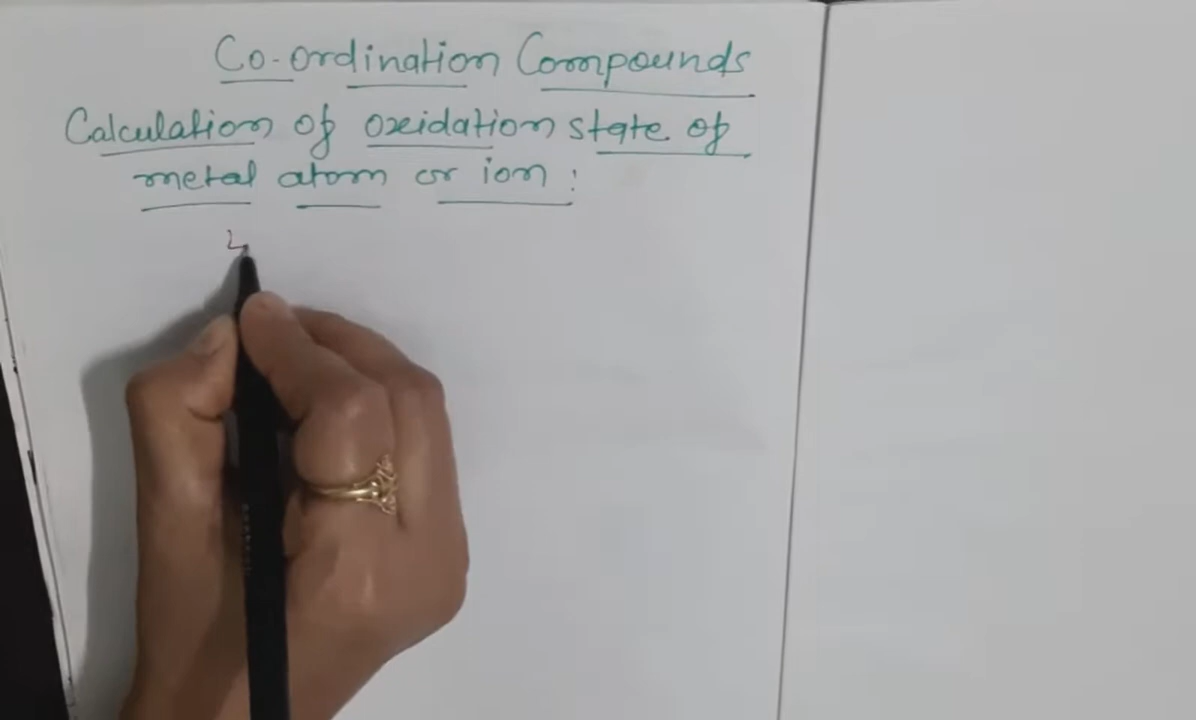 Co-ordination Compounds
Calculation of oxidation state of
metal atom or ion :